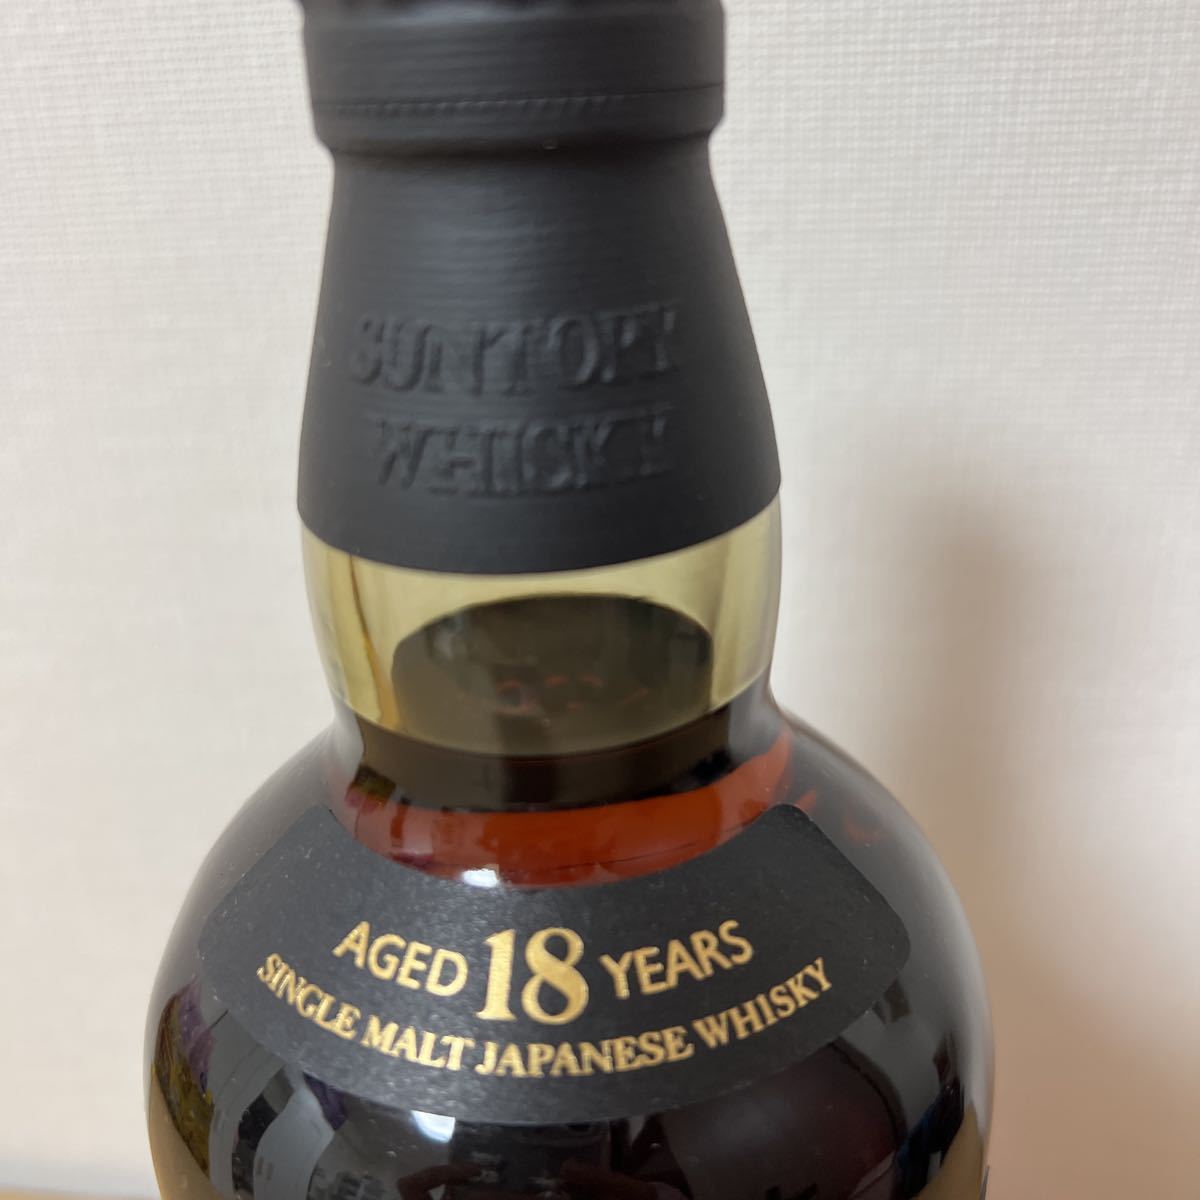 SUNTORY
WHISKY
AGED 18 YEARS
SINGLE MALT JAPANESE WHISKY